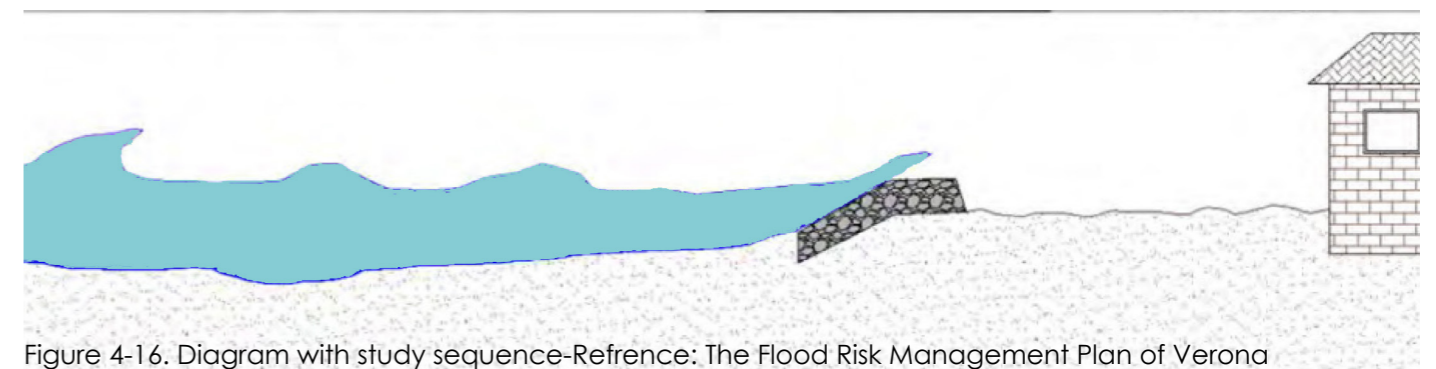 Figure 4-16. Diagram with study sequence-Refrence: The Flood Risk Management Plan of Verona